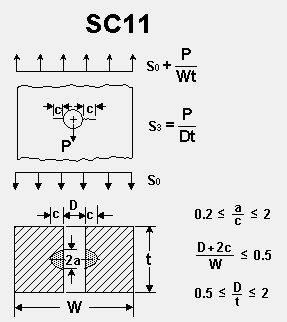 SC11
S₀ + P/Wt
c c
P
S₃ = P/Dt
S₀
D
c c
2a
t
W
0.2 ≤ a/c ≤ 2
D+2c/W ≤ 0.5
0.5 ≤ D/t ≤ 2